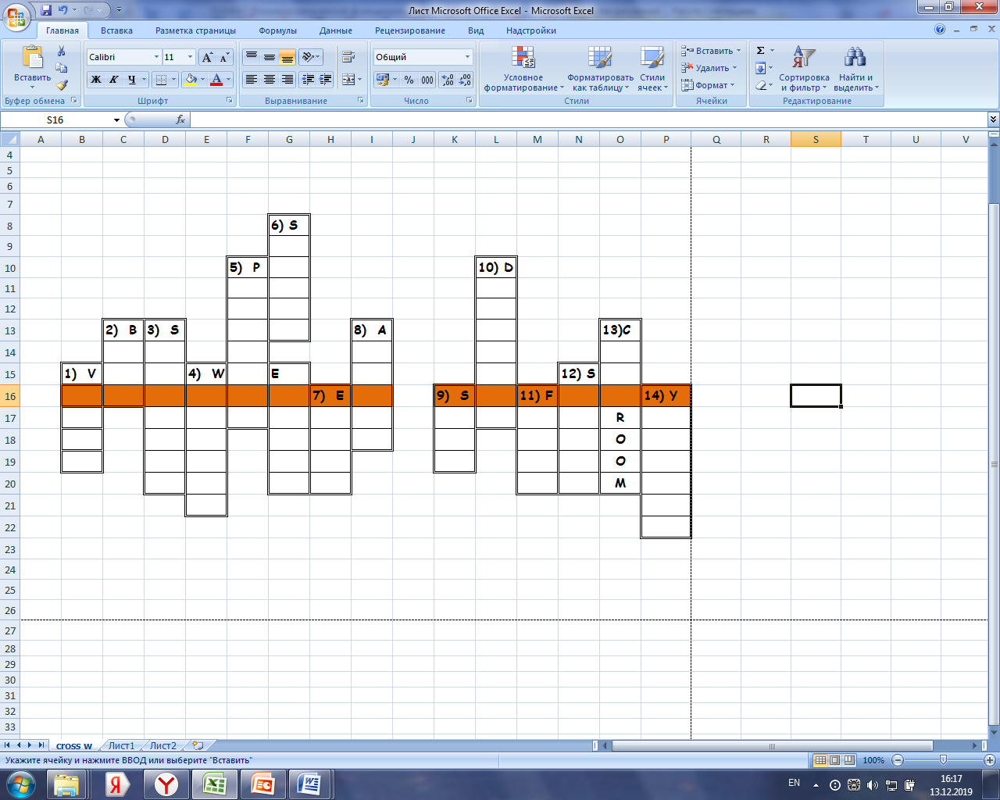 Лист Microsoft Office Excel - Microsoft Excel
Главная Вставка Разметка страницы Формулы Данные Рецензирование Вид Надстройки
Вставить
Буфер обмена
Calibri 11
Ж К Ч
Шрифт
Выравнивание
Общий
% 000
Число
Условное форматирование
Форматировать как таблицу
Стили ячеек
Стили
Вставить
Удалить
Формат
Ячейки
Сортировка и фильтр
Найти и выделить
Редактирование
S16
A B C D E F G H I J K L M N O P Q R S T U V
4
5
6
7
8 6) S
9
10 5) P 10) D
11
12
13 2) B 3) S 8) A 13)C
14
15 1) V 4) W E 12) S
16 7) E 9) S 11) F 14) Y
17 R
18 O
19 O
20 M
21
22
23
24
25
26
27
28
29
30
31
32
33
cross w Лист1 Лист2
Укажите ячейку и нажмите ВВОД или выберите "Вставить"
100%
EN
16:17
13.12.2019